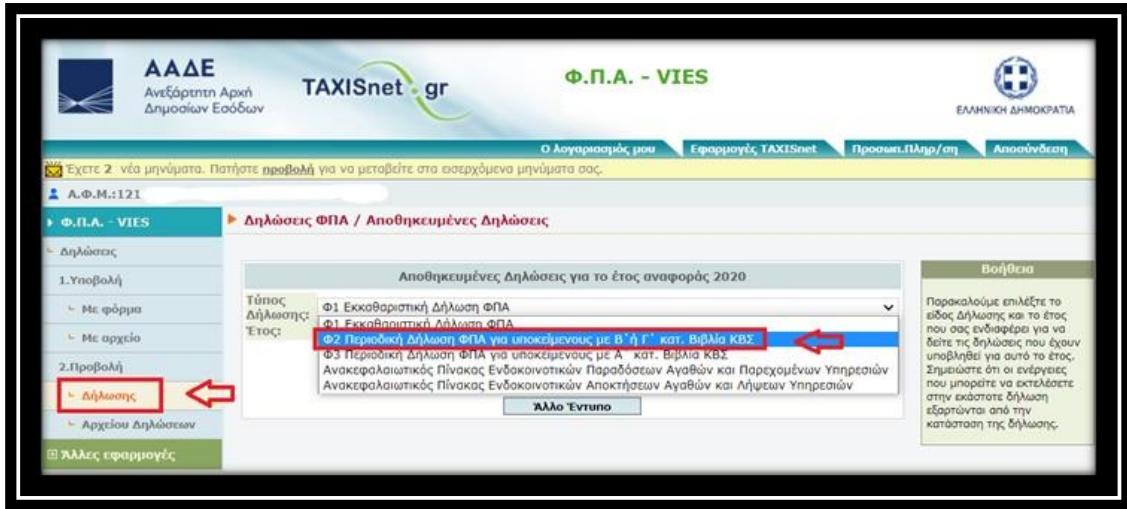 ΑΑΔΕ
Ανεξάρτητη Αρχή
Δημοσίων Εσόδων
TAXISnet gr
Φ.Π.Α. - VIES
ΕΛΛΗΝΙΚΗ ΔΗΜΟΚΡΑΤΙΑ
Ο λογαριασμός μου Εφαρμογές TAXISnet Προσωπ.Πληρ/ση Αποσύνδεση
Έχετε 2 νέα μηνύματα. Πατήστε προβολή για να μεταβείτε στα εισερχόμενα μηνύματα σας.
Α.Φ.Μ.:121
Φ.Π.Α. - VIES
Δηλώσεις
1.Υποβολή
Με φόρμα
Με αρχείο
2.Προβολή
Δήλωσης
Αρχείου Δηλώσεων
Άλλες εφαρμογές
Δηλώσεις ΦΠΑ / Αποθηκευμένες Δηλώσεις
Αποθηκευμένες Δηλώσεις για το έτος αναφοράς 2020
Τύπος
Δήλωσης:
Φ1 Εκκαθαριστική Δήλωση ΦΠΑ
Έτος:
Φ1 Εκκαθαριστική Δήλωση ΦΠΑ
Φ2 Περιοδική Δήλωση ΦΠΑ για υποκείμενους με Β΄ή Γ΄ κατ. Βιβλία ΚΒΣ
Φ3 Περιοδική Δήλωση ΦΠΑ για υποκείμενους με Α΄ κατ. Βιβλία ΚΒΣ
Ανακεφαλαιωτικός Πίνακας Ενδοκοινοτικών Παραδόσεων Αγαθών και Παρεχομένων Υπηρεσιών
Ανακεφαλαιωτικός Πίνακας Ενδοκοινοτικών Αποκτήσεων Αγαθών και Λήψεων Υπηρεσιών
Άλλο Έντυπο
Βοήθεια
Παρακαλούμε επιλέξτε το
είδος Δήλωσης και το έτος
που σας ενδιαφέρει για να
δείτε τις δηλώσεις που έχουν
υποβληθεί για αυτό το έτος.
Σημειώστε ότι οι ενέργειες
που μπορείτε να εκτελέσετε
στην εκάστοτε δήλωση
εξαρτώνται από την
κατάσταση της δήλωσης.